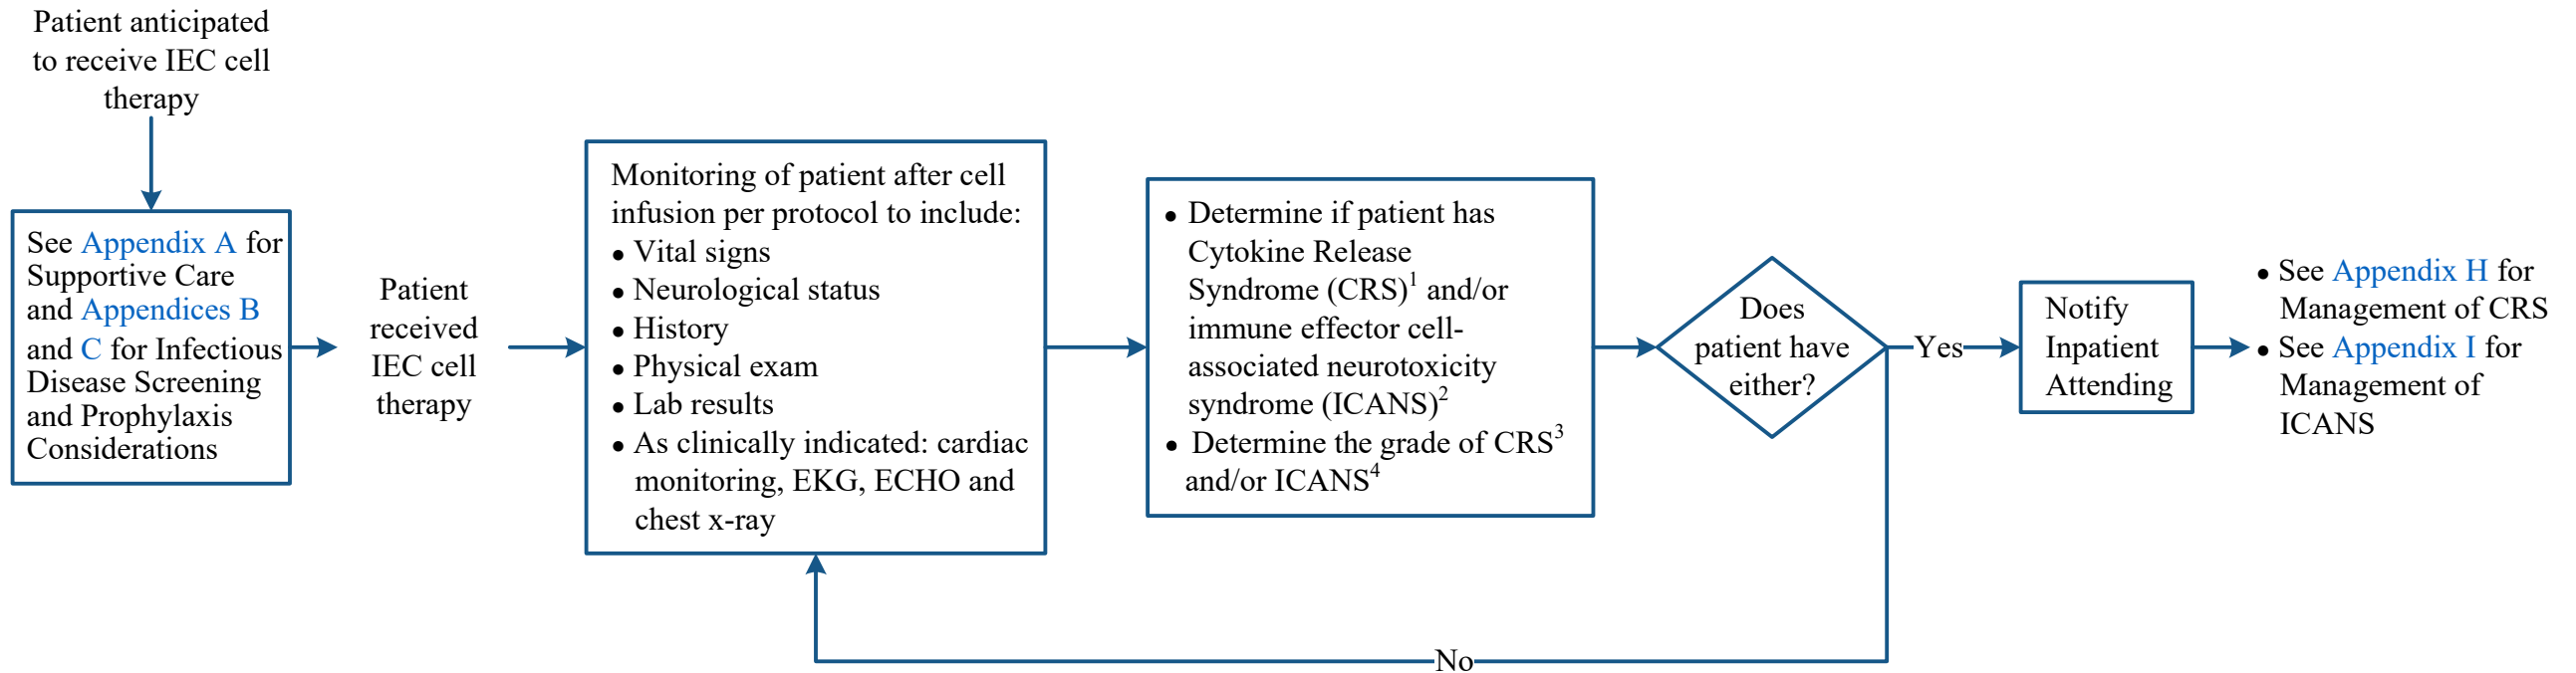 Patient anticipated
to receive IEC cell
therapy
See Appendix A for
Supportive Care
and Appendices B
and C for Infectious
Disease Screening
and Prophylaxis
Considerations
Patient
received
IEC cell
therapy
Monitoring of patient after cell
infusion per protocol to include:
● Vital signs
● Neurological status
● History
● Physical exam
● Lab results
● As clinically indicated: cardiac
monitoring, EKG, ECHO and
chest x-ray
● Determine if patient has
Cytokine Release
Syndrome (CRS)¹ and/or
immune effector cell-
associated neurotoxicity
syndrome (ICANS)²
● Determine the grade of CRS³
and/or ICANS⁴
Does
patient have
either?
Yes
Notify
Inpatient
Attending
● See Appendix H for
Management of CRS
● See Appendix I for
Management of
ICANS
No